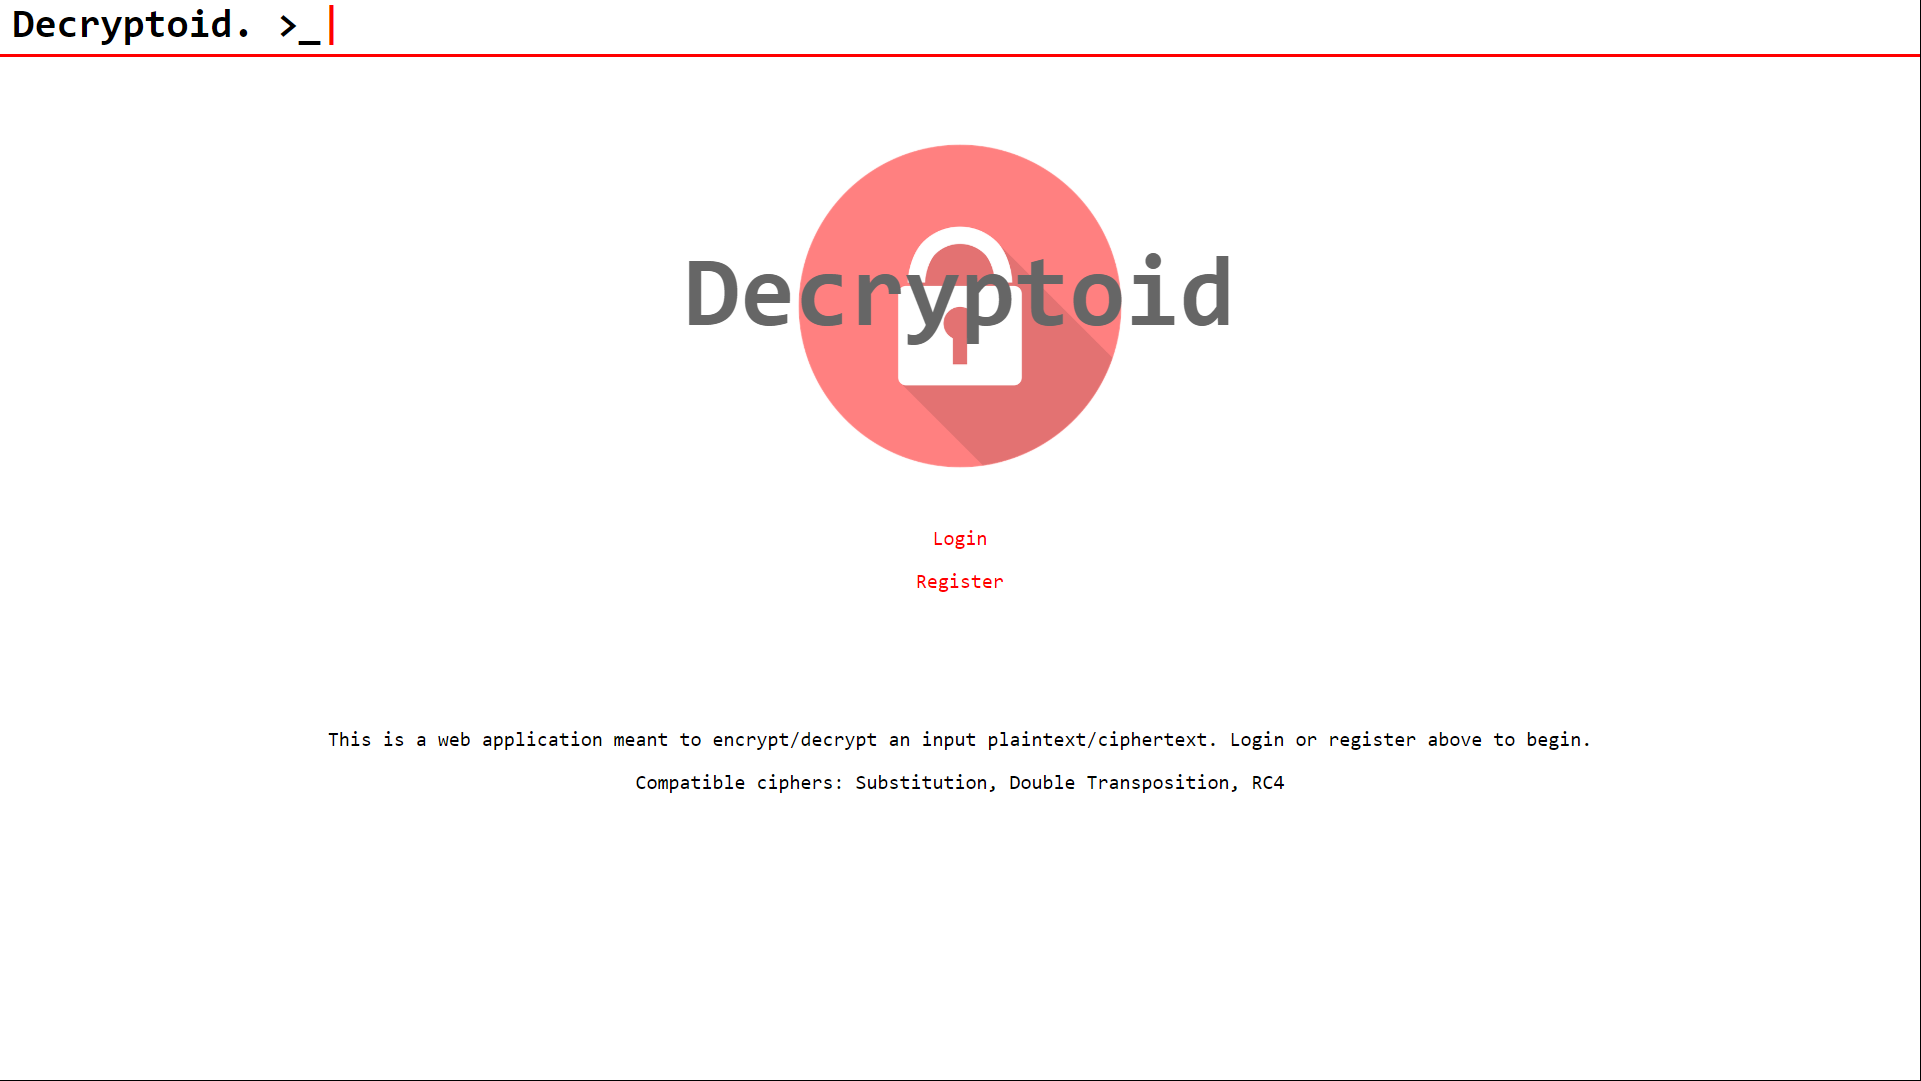 Decryptoid. >_|
Decryptoid
Login
Register
This is a web application meant to encrypt/decrypt an input plaintext/ciphertext. Login or register above to begin.
Compatible ciphers: Substitution, Double Transposition, RC4